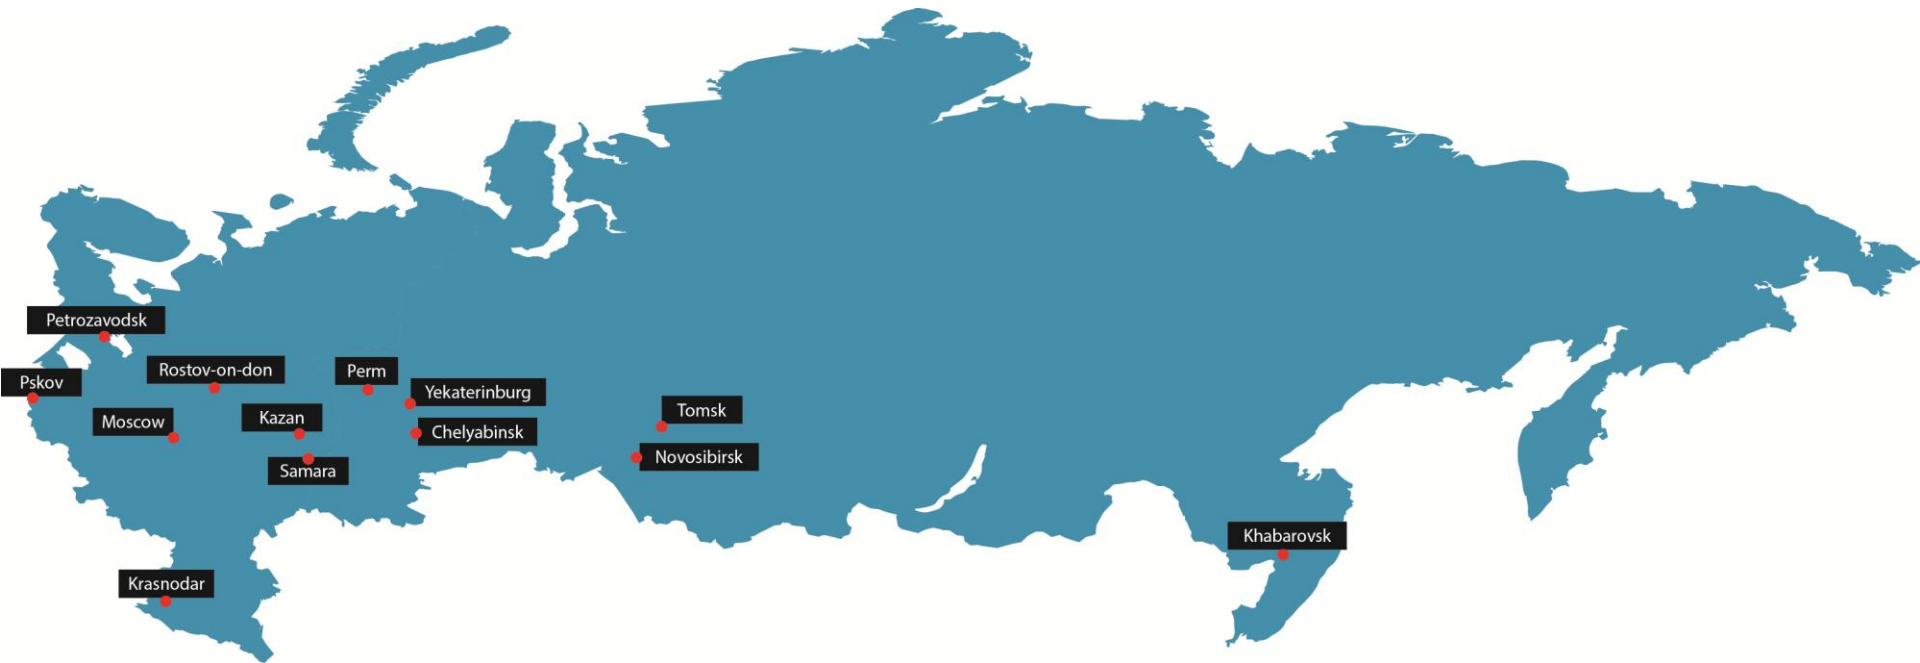 Petrozavodsk
Rostov-on-don
Perm
Pskov
Yekaterinburg
Moscow
Kazan
Tomsk
Chelyabinsk
Samara
Novosibirsk
Khabarovsk
Krasnodar